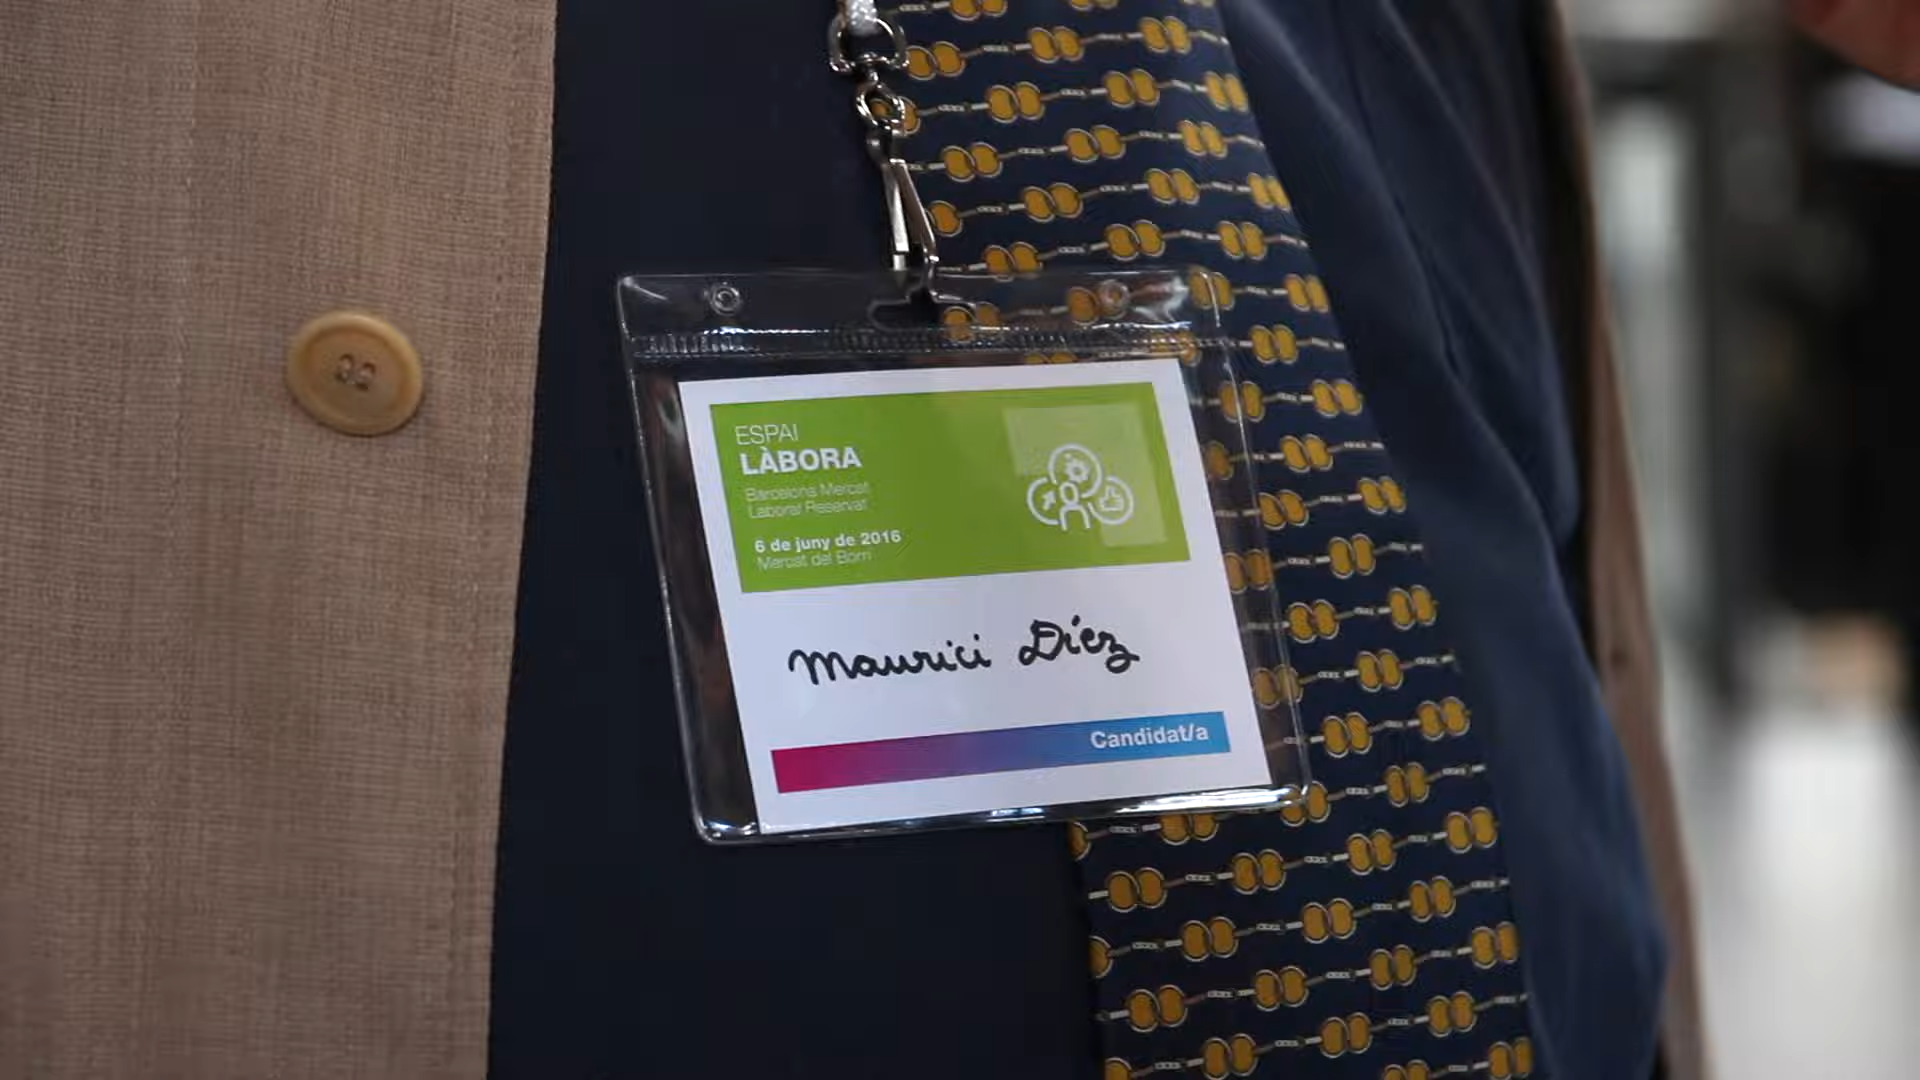 ESPAI
LÀBORA
Barcelona Mercat
Laboral Reservat
6 de juny de 2016
Mercat del Born
Maurici Díez
Candidat/a